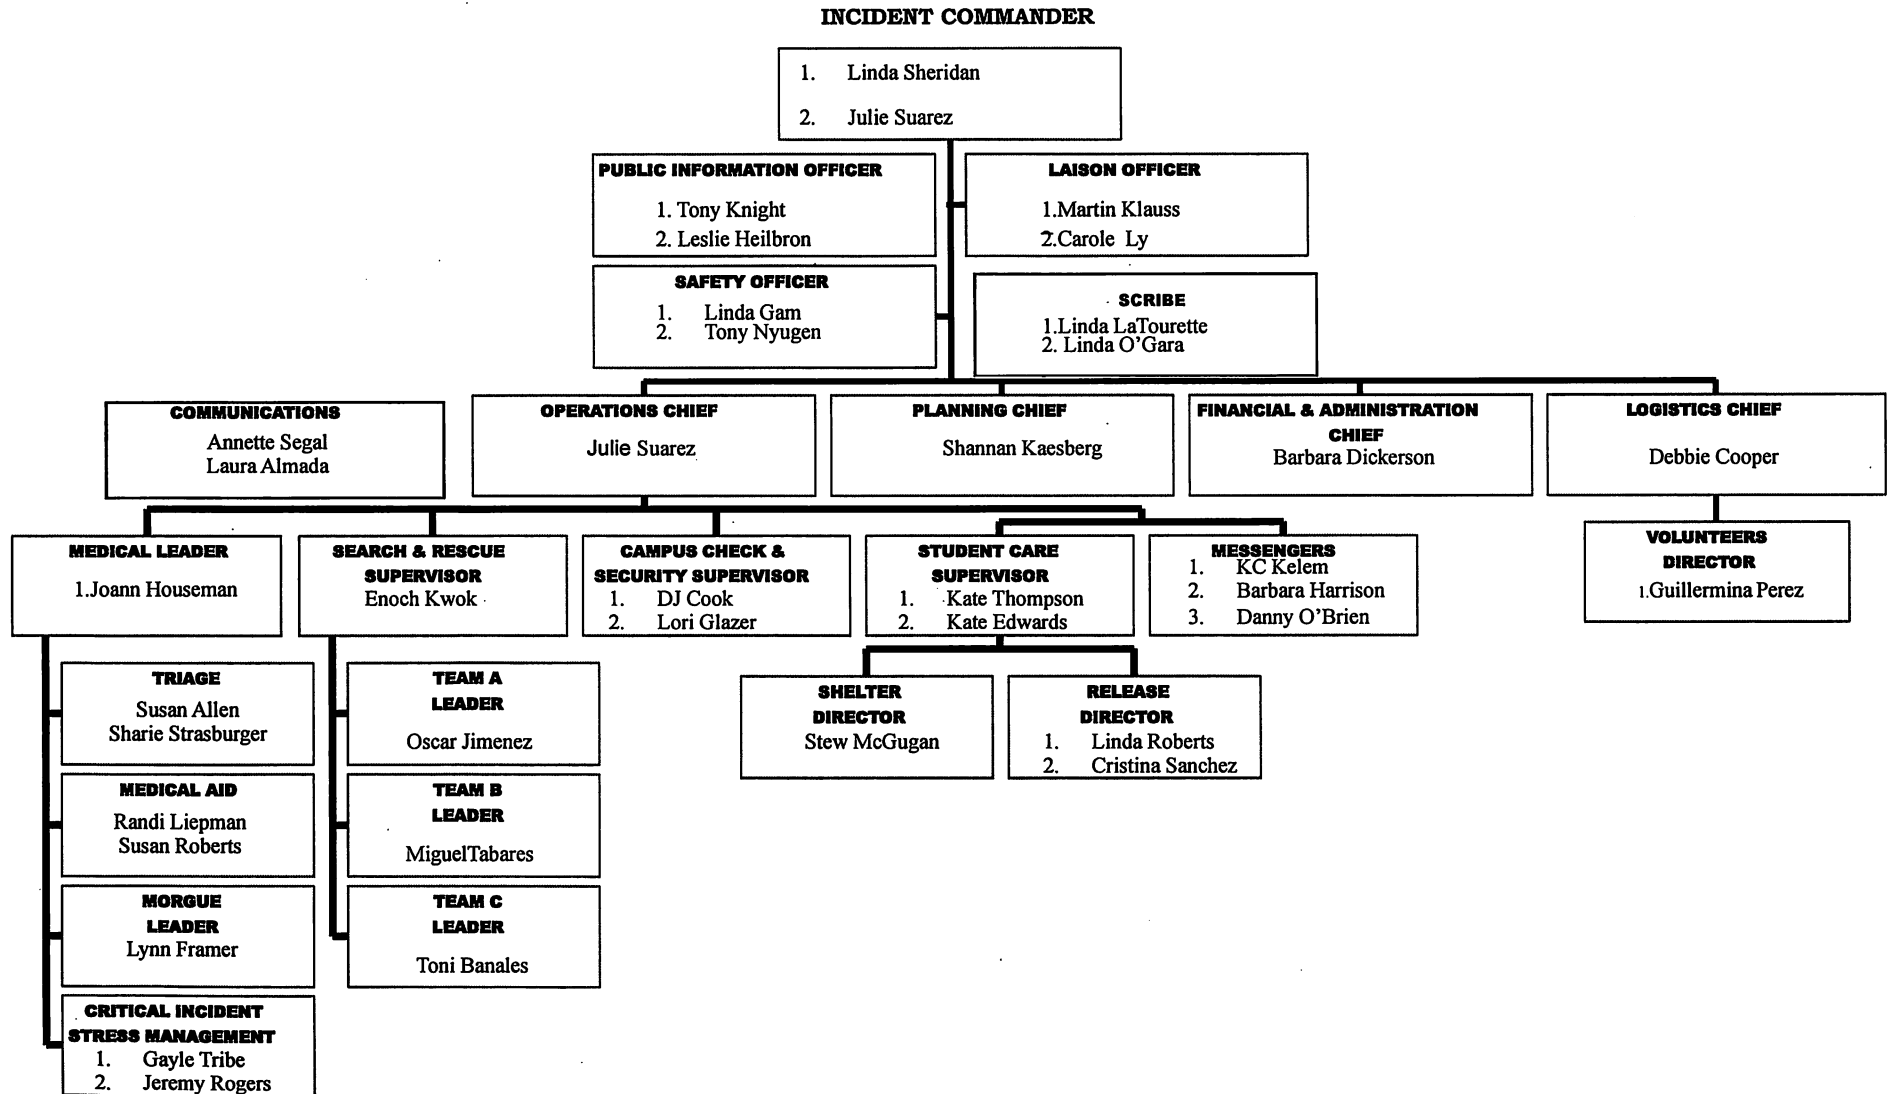 INCIDENT COMMANDER
1. Linda Sheridan
2. Julie Suarez
PUBLIC INFORMATION OFFICER
1. Tony Knight
2. Leslie Heilbron
LAISON OFFICER
1.Martin Klauss
2.Carole Ly
SAFETY OFFICER
1. Linda Gam
2. Tony Nyugen
SCRIBE
1.Linda LaTourette
2. Linda O'Gara
COMMUNICATIONS
Annette Segal
Laura Almada
OPERATIONS CHIEF
Julie Suarez
PLANNING CHIEF
Shannan Kaesberg
FINANCIAL & ADMINISTRATION
CHIEF
Barbara Dickerson
LOGISTICS CHIEF
Debbie Cooper
MEDICAL LEADER
1.Joann Houseman
SEARCH & RESCUE
SUPERVISOR
Enoch Kwok
CAMPUS CHECK &
SECURITY SUPERVISOR
1. DJ Cook
2. Lori Glazer
STUDENT CARE
SUPERVISOR
1. Kate Thompson
2. Kate Edwards
MESSENGERS
1. KC Kelem
2. Barbara Harrison
3. Danny O'Brien
VOLUNTEERS
DIRECTOR
1.Guillermina Perez
TRIAGE
Susan Allen
Sharie Strasburger
TEAM A
LEADER
Oscar Jimenez
SHELTER
DIRECTOR
Stew McGugan
RELEASE
DIRECTOR
1. Linda Roberts
2. Cristina Sanchez
MEDICAL AID
Randi Liepman
Susan Roberts
TEAM B
LEADER
MiguelTabares
MORGUE
LEADER
Lynn Framer
TEAM C
LEADER
Toni Banales
CRITICAL INCIDENT
STRESS MANAGEMENT
1. Gayle Tribe
2. Jeremy Rogers